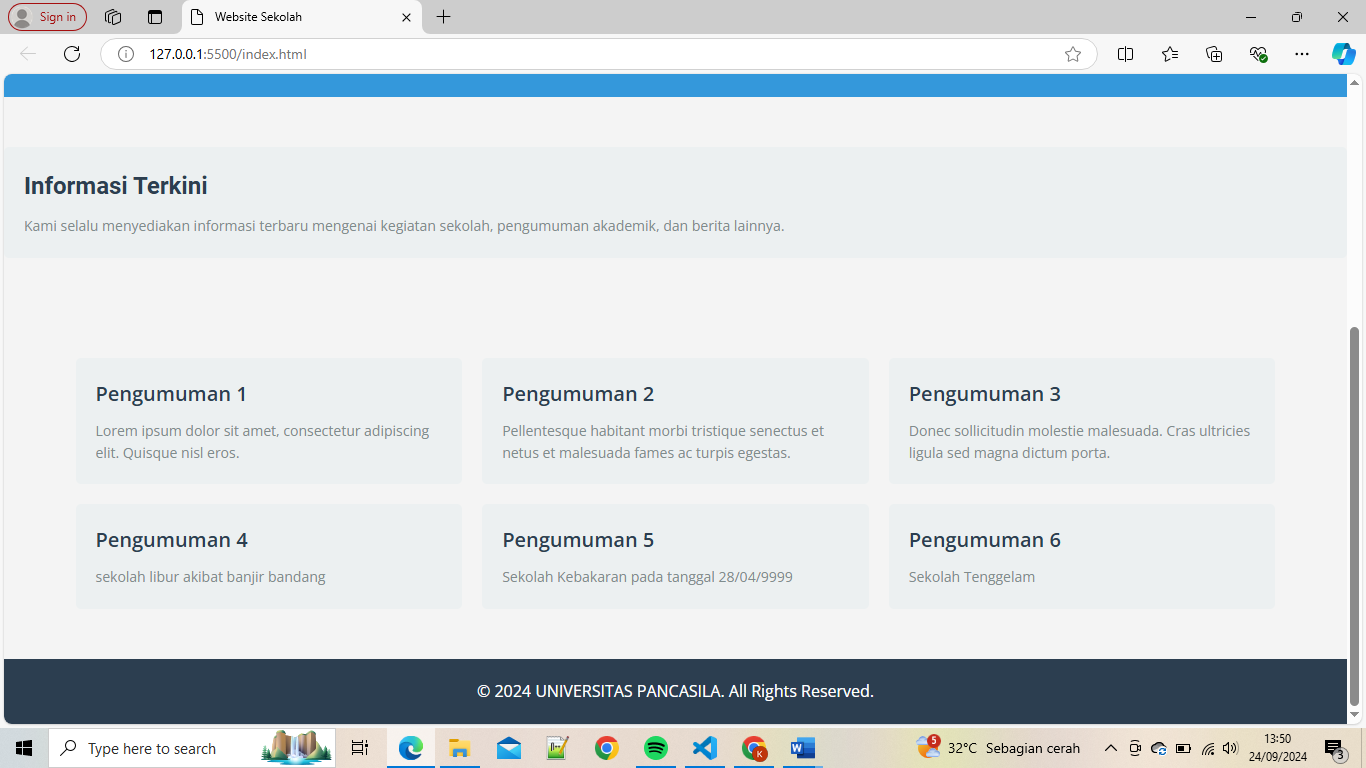 Sign in
Website Sekolah
127.0.0.1:5500/index.html
Informasi Terkini
Kami selalu menyediakan informasi terbaru mengenai kegiatan sekolah, pengumuman akademik, dan berita lainnya.
Pengumuman 1
Lorem ipsum dolor sit amet, consectetur adipiscing
elit. Quisque nisl eros.
Pengumuman 2
Pellentesque habitant morbi tristique senectus et
netus et malesuada fames ac turpis egestas.
Pengumuman 3
Donec sollicitudin molestie malesuada. Cras ultricies
ligula sed magna dictum porta.
Pengumuman 4
sekolah libur akibat banjir bandang
Pengumuman 5
Sekolah Kebakaran pada tanggal 28/04/9999
Pengumuman 6
Sekolah Tenggelam
© 2024 UNIVERSITAS PANCASILA. All Rights Reserved.
Type here to search
K
W
5
32°C Sebagian cerah
13:50
24/09/2024
3